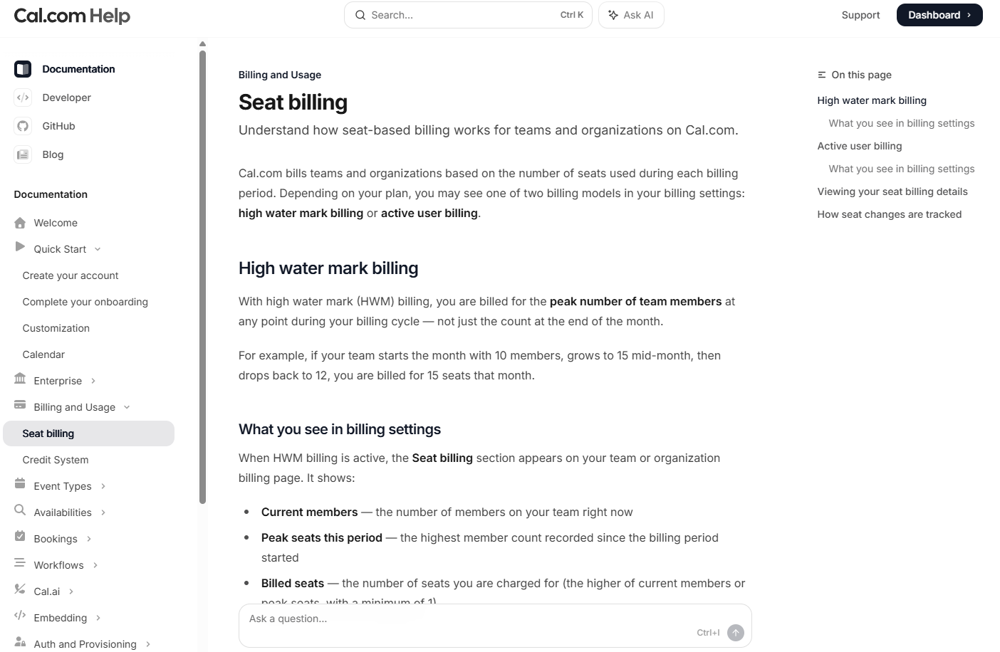 Cal.com Help
Search...
Ctrl K
Ask AI
Support
Dashboard
Documentation
Developer
GitHub
Blog
Documentation
Welcome
Quick Start
Create your account
Complete your onboarding
Customization
Calendar
Enterprise
Billing and Usage
Seat billing
Credit System
Event Types
Availabilities
Bookings
Workflows
Cal.ai
Embedding
Auth and Provisioning
Billing and Usage
Seat billing
Understand how seat-based billing works for teams and organizations on Cal.com.
Cal.com bills teams and organizations based on the number of seats used during each billing
period. Depending on your plan, you may see one of two billing models in your billing settings:
high water mark billing or active user billing.
High water mark billing
With high water mark (HWM) billing, you are billed for the peak number of team members at
any point during your billing cycle — not just the count at the end of the month.
For example, if your team starts the month with 10 members, grows to 15 mid-month, then
drops back to 12, you are billed for 15 seats that month.
What you see in billing settings
When HWM billing is active, the Seat billing section appears on your team or organization
billing page. It shows:
• Current members — the number of members on your team right now
• Peak seats this period — the highest member count recorded since the billing period
started
• Billed seats — the number of seats you are charged for (the higher of current members or
peak seats, with a minimum of 1)
Ask a question...
Ctrl+I
On this page
High water mark billing
What you see in billing settings
Active user billing
What you see in billing settings
Viewing your seat billing details
How seat changes are tracked